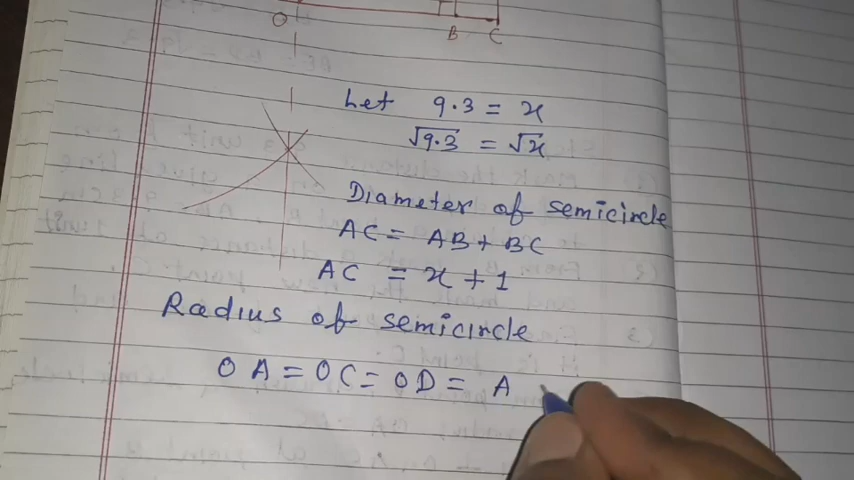 O B C
Let 9.3 = x
√9.3 = √x
Diameter of semicircle
AC = AB + BC
AC = x + 1
Radius of semicircle
OA = OC = OD = A